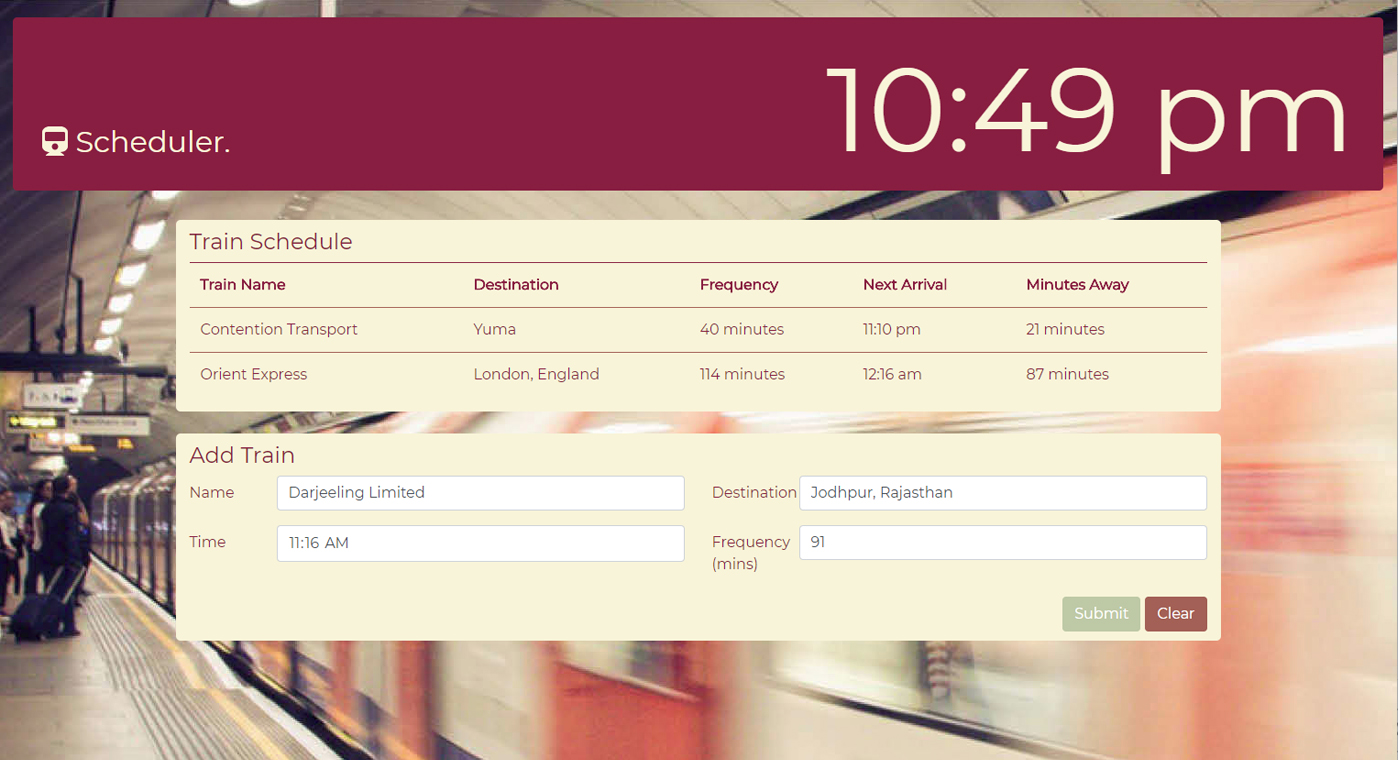 10:49 pm
Scheduler.
Train Schedule
Train Name Destination Frequency Next Arrival Minutes Away
Contention Transport Yuma 40 minutes 11:10 pm 21 minutes
Orient Express London, England 114 minutes 12:16 am 87 minutes
Add Train
Name Darjeeling Limited Destination Jodhpur, Rajasthan
Time 11:16 AM Frequency (mins) 91
Submit Clear